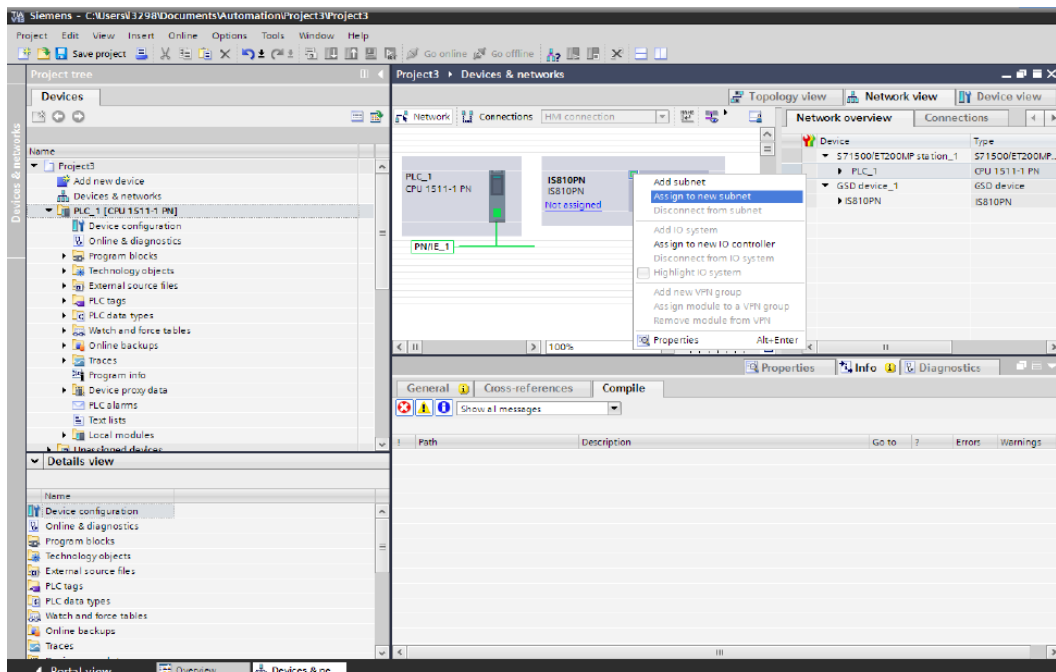 Siemens - C:\Users\13298\Documents\Automation\Project3\Project3
Project Edit View Insert Online Options Tools Window Help
Save project Go online Go offline
Project tree
Devices
Devices & networks
Name
Project3
Add new device
Devices & networks
PLC_1 [CPU 1511-1 PN]
Device configuration
Online & diagnostics
Program blocks
Technology objects
External source files
PLC tags
PLC data types
Watch and force tables
Online backups
Traces
Program info
Device proxy data
PLC alarms
Text lists
Local modules
Unassigned devices
Details view
Name
Device configuration
Online & diagnostics
Program blocks
Technology objects
External source files
PLC tags
PLC data types
Watch and force tables
Online backups
Traces
Project3 Devices & networks
Topology view Network view Device view
Network Connections HMI connection
PLC_1
CPU 1511-1 PN
IS810PN
IS810PN
Not assigned
PN/IE_1
Add subnet
Assign to new subnet
Disconnect from subnet
Add IO system
Assign to new IO controller
Disconnect from IO system
Highlight IO system
Add new VPN group
Assign module to a VPN group
Remove module from VPN
Properties Alt+Enter
100%
Network overview Connections
Device Type
S71500/ET200MP station_1 S71500/ET200MP..
PLC_1 CPU 1511-1 PN
GSD device_1 GSD device
IS810PN IS810PN
Properties Info Diagnostics
General Cross-references Compile
Show all messages
! Path Description Go to ? Errors Warnings
Portal view Overview Devices & ne